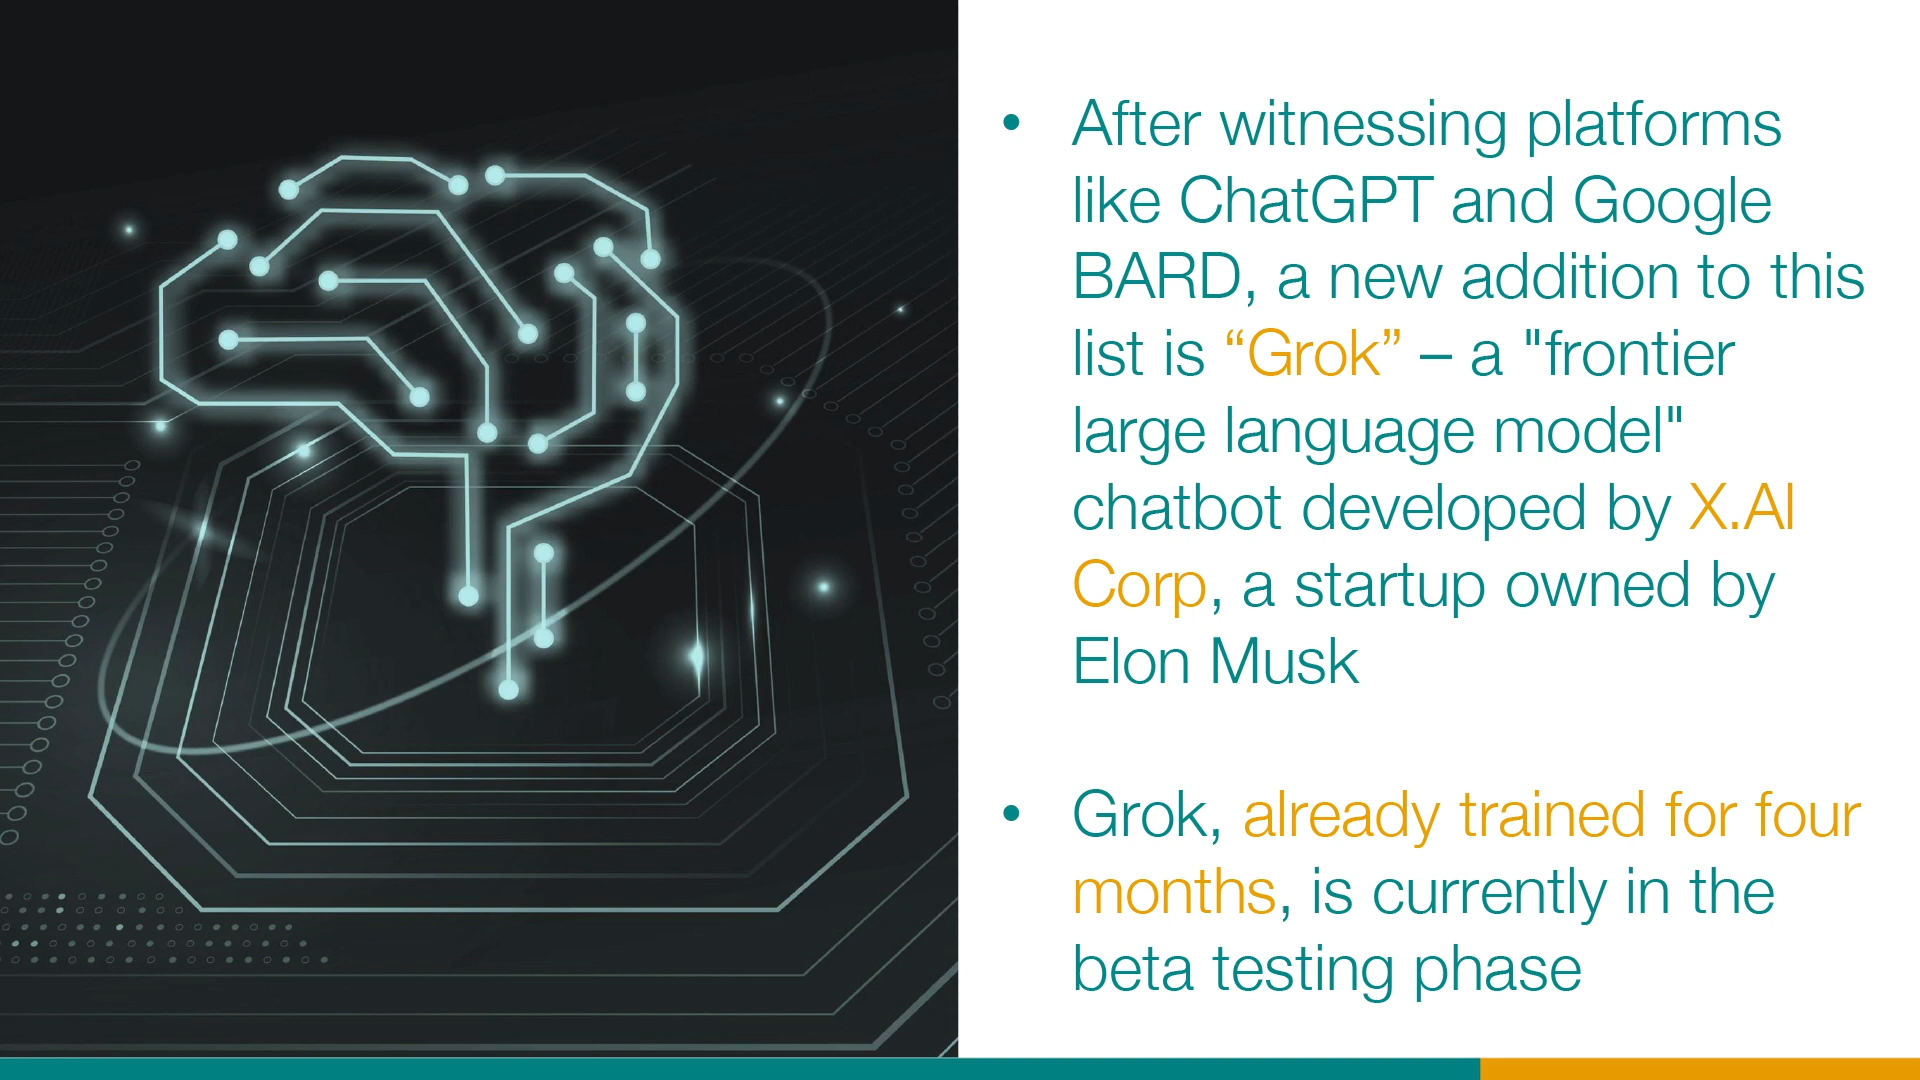 • After witnessing platforms
like ChatGPT and Google
BARD, a new addition to this
list is “Grok” – a "frontier
large language model"
chatbot developed by X.AI
Corp, a startup owned by
Elon Musk
• Grok, already trained for four
months, is currently in the
beta testing phase